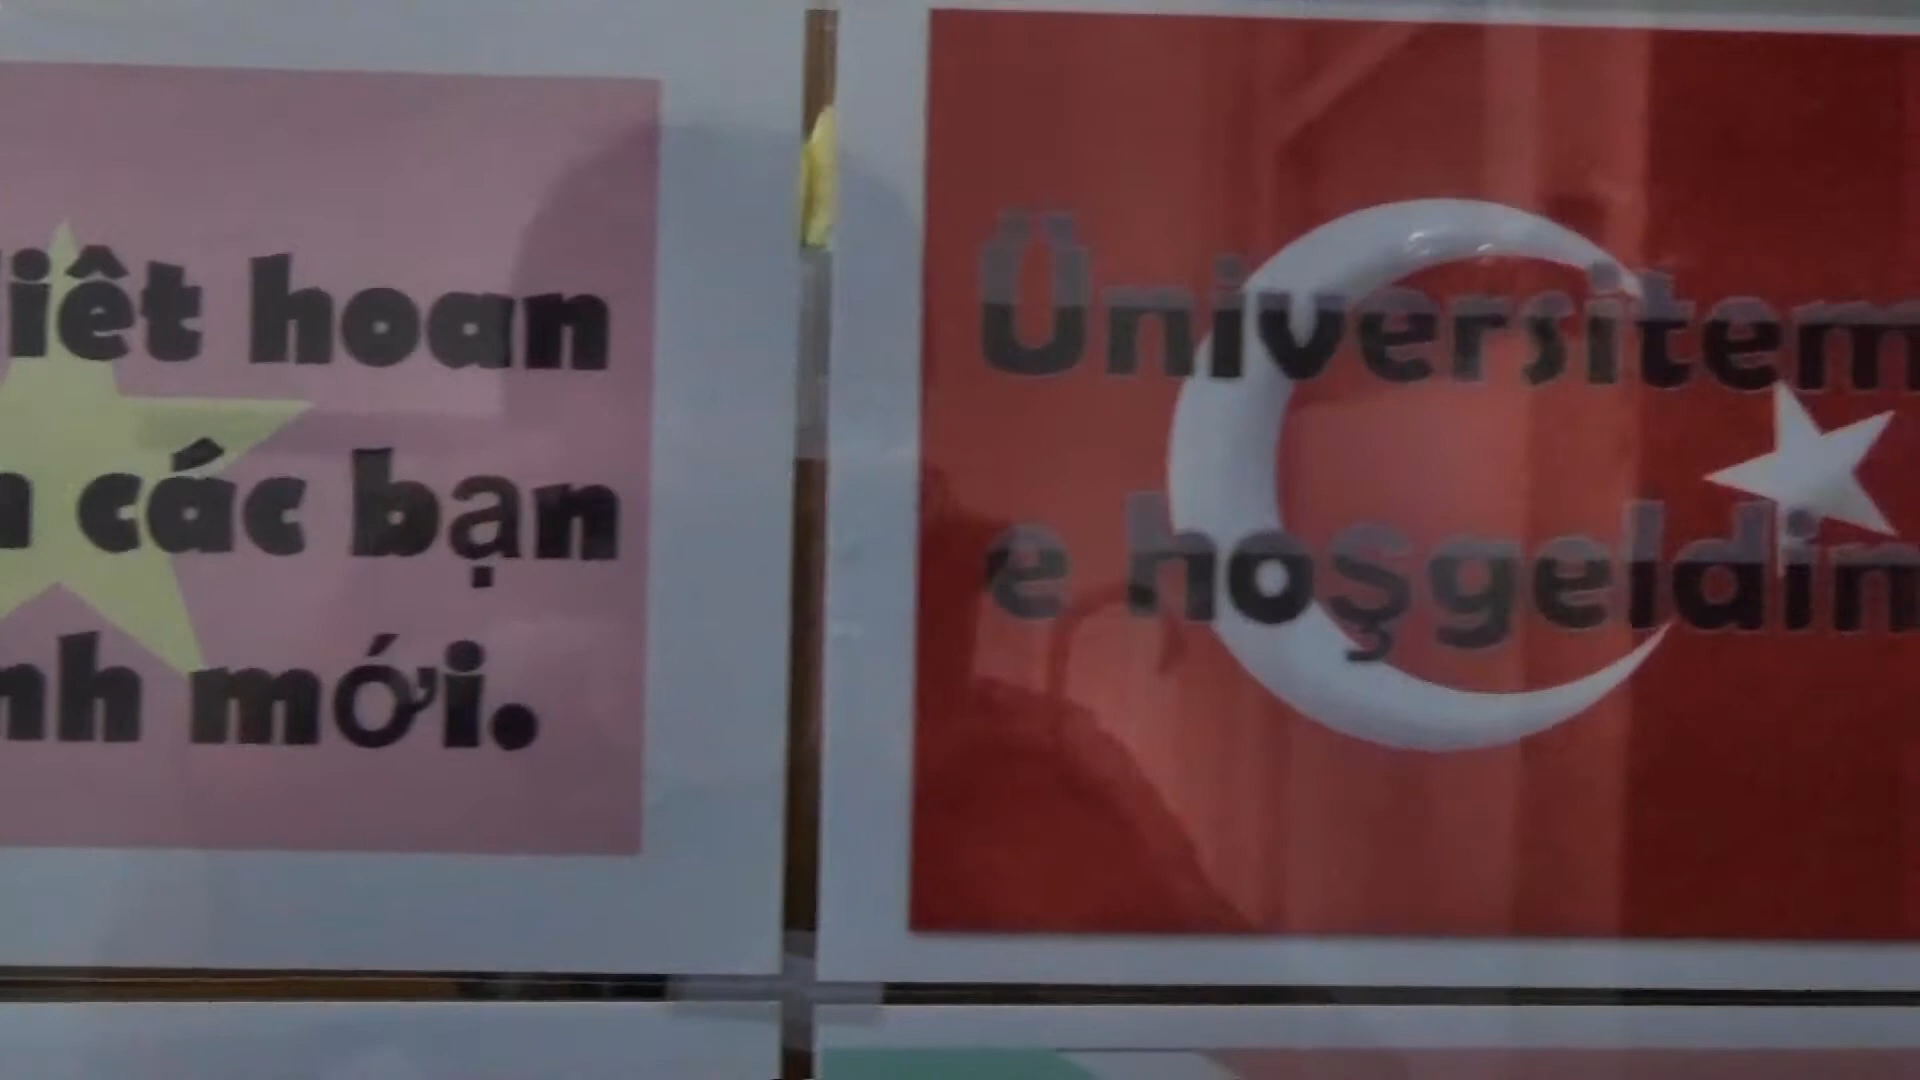 iêt hoan
các bạn
nh mới.
Üniversitem
e hoşgeldin